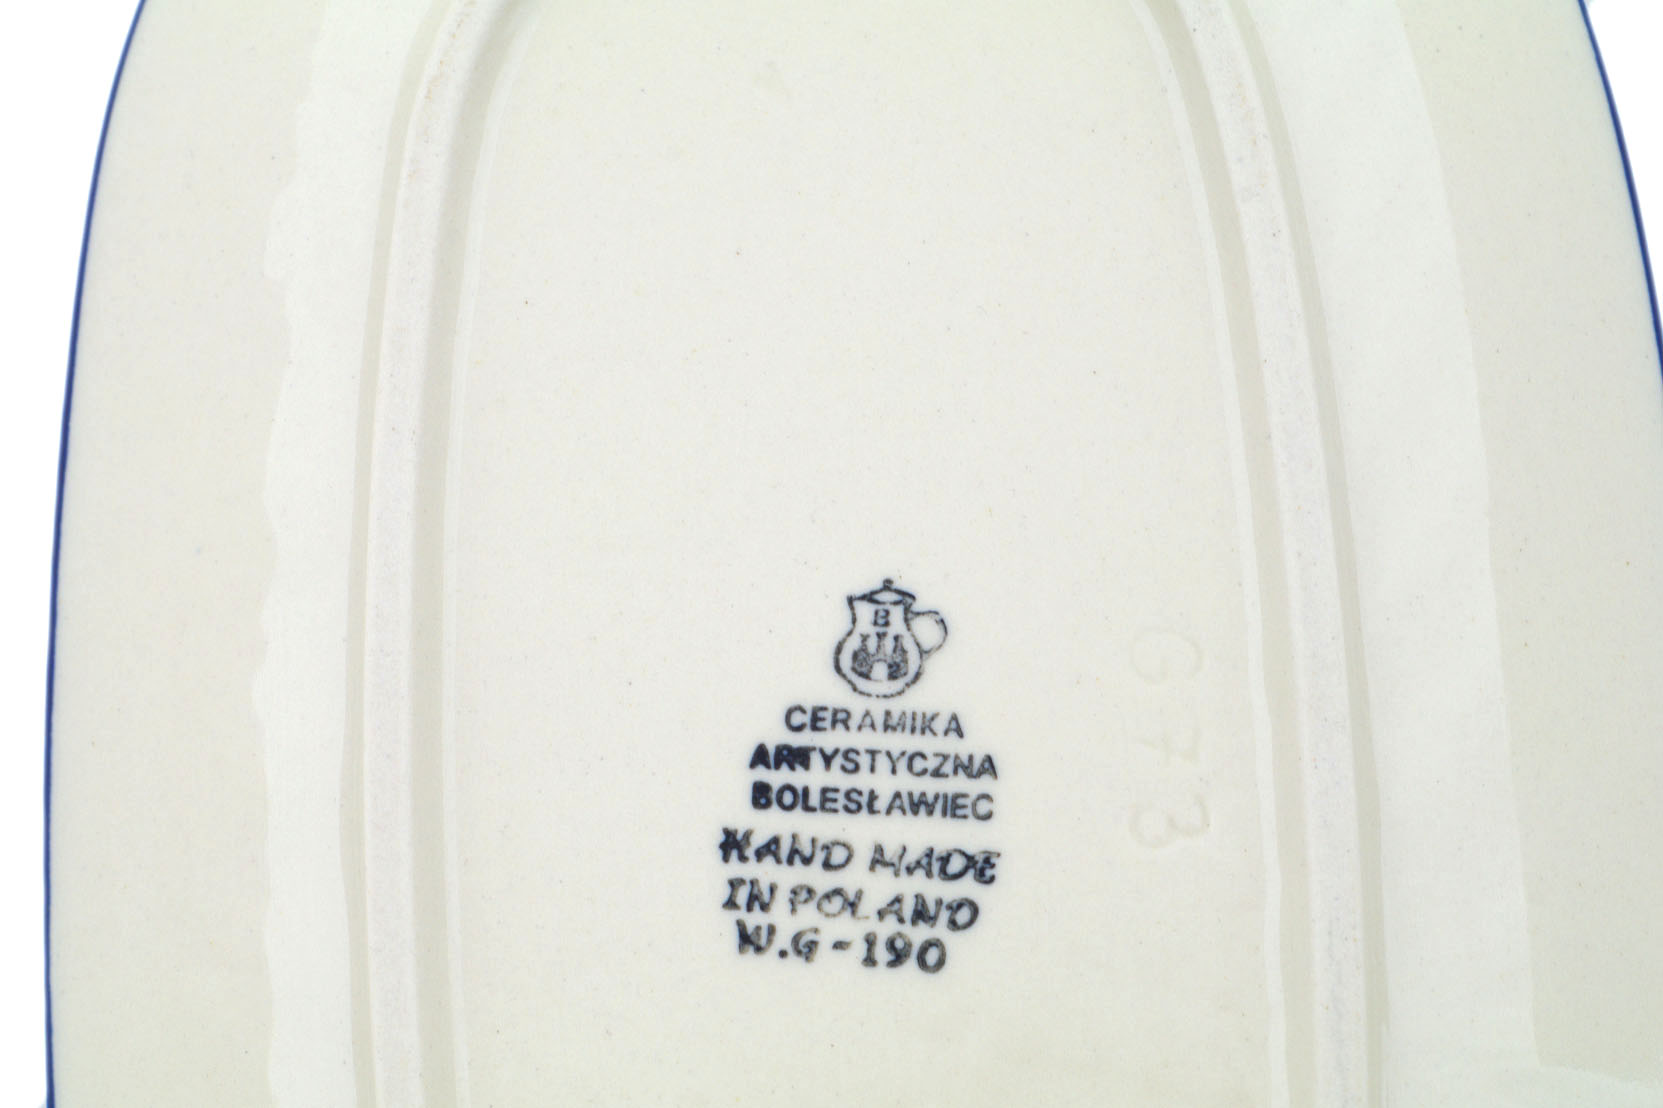 B
CERAMIKA
ARTYSTYCZNA
BOLESŁAWIEC
HAND MADE
IN POLAND
W.G-190
G73